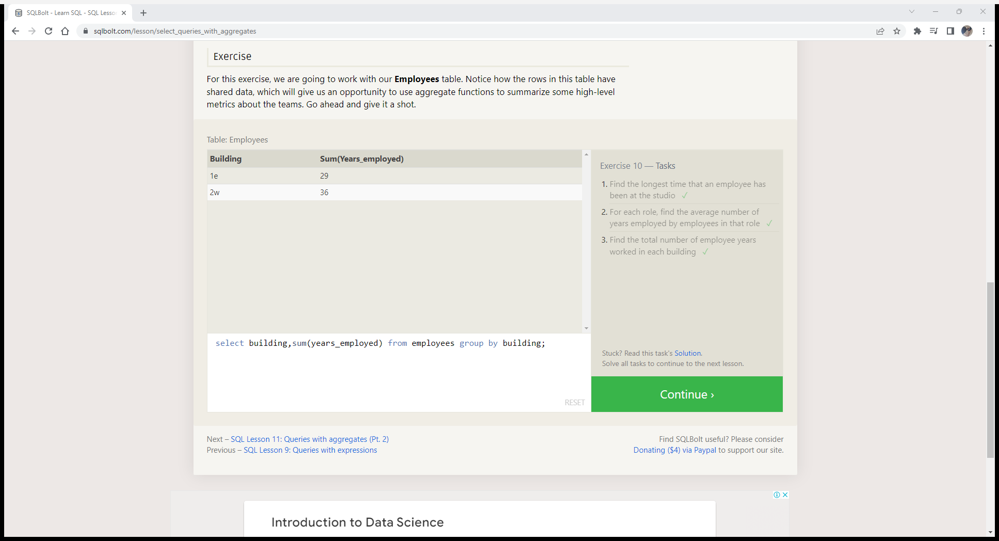 SQLBolt - Learn SQL - SQL Lesso
sqlbolt.com/lesson/select_queries_with_aggregates
Exercise
For this exercise, we are going to work with our Employees table. Notice how the rows in this table have
shared data, which will give us an opportunity to use aggregate functions to summarize some high-level
metrics about the teams. Go ahead and give it a shot.
Table: Employees
Building Sum(Years_employed)
1e 29
2w 36
select building,sum(years_employed) from employees group by building;
RESET
Exercise 10 — Tasks
1. Find the longest time that an employee has
been at the studio ✓
2. For each role, find the average number of
years employed by employees in that role ✓
3. Find the total number of employee years
worked in each building ✓
Stuck? Read this task's Solution.
Solve all tasks to continue to the next lesson.
Continue ›
Next – SQL Lesson 11: Queries with aggregates (Pt. 2)
Previous – SQL Lesson 9: Queries with expressions
Find SQLBolt useful? Please consider
Donating ($4) via Paypal to support our site.
Introduction to Data Science